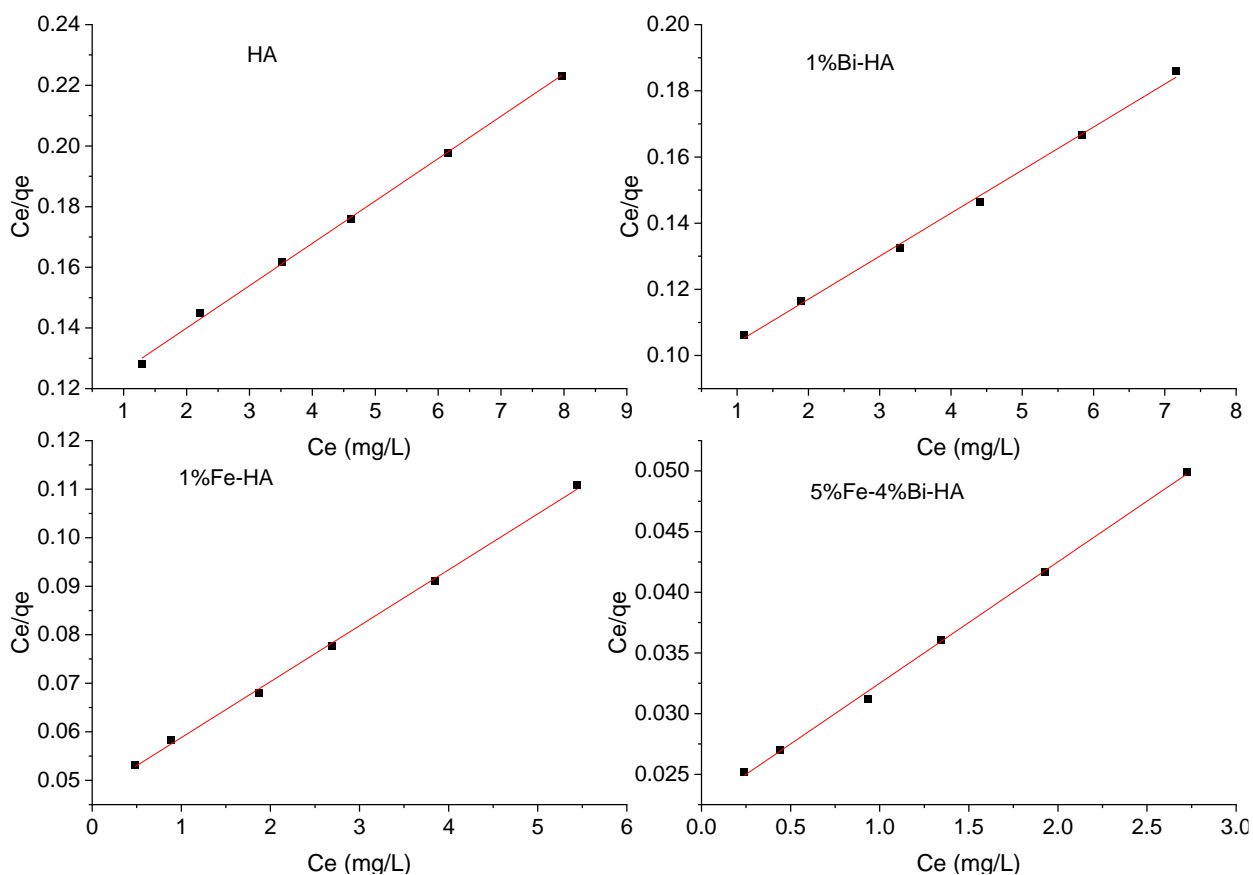 HA
Ce/qe
0.24
0.22
0.20
0.18
0.16
0.14
0.12
1 2 3 4 5 6 7 8 9
Ce (mg/L)
1%Bi-HA
Ce/qe
0.20
0.18
0.16
0.14
0.12
0.10
1 2 3 4 5 6 7 8
Ce (mg/L)
1%Fe-HA
Ce/qe
0.12
0.11
0.10
0.09
0.08
0.07
0.06
0.05
0 1 2 3 4 5 6
Ce (mg/L)
5%Fe-4%Bi-HA
Ce/qe
0.050
0.045
0.040
0.035
0.030
0.025
0.0 0.5 1.0 1.5 2.0 2.5 3.0
Ce (mg/L)